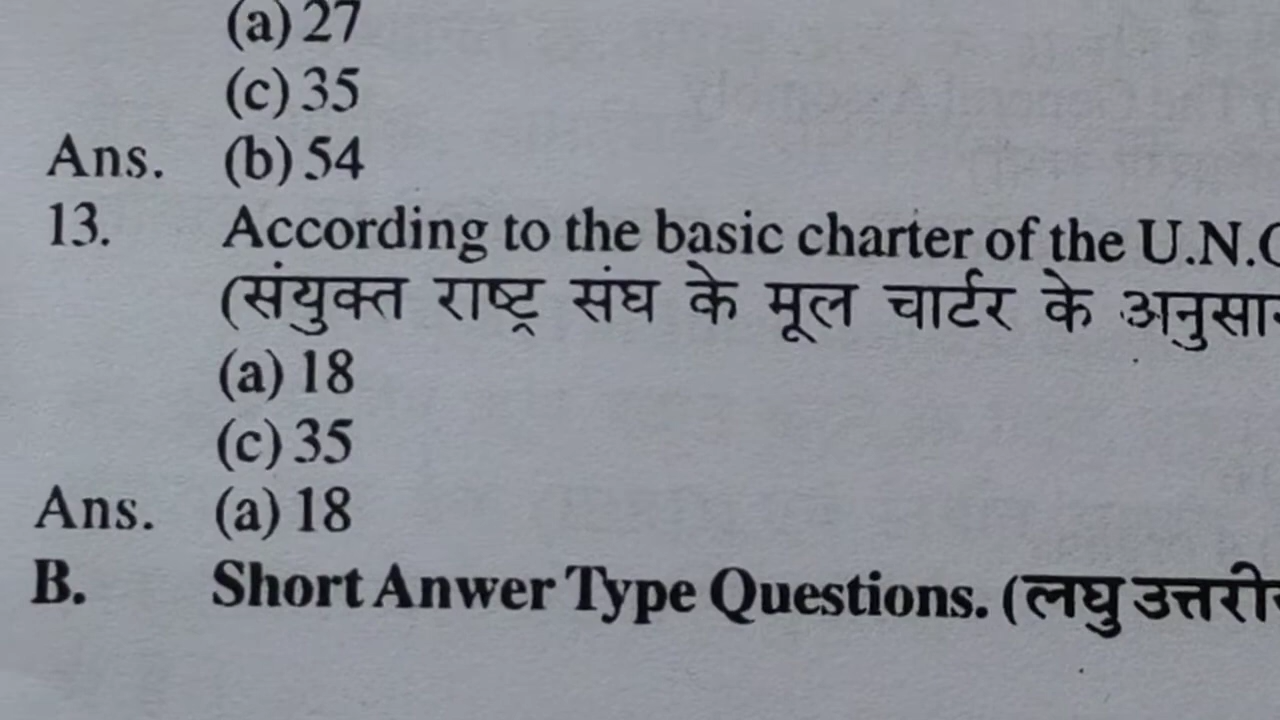 (a) 27
(c) 35
Ans. (b) 54
13. According to the basic charter of the U.N.
(संयुक्त राष्ट्र संघ के मूल चार्टर के
(a) 18
(c) 35
Ans. (a) 18
B. Short Anwer Type Questions. (लघु